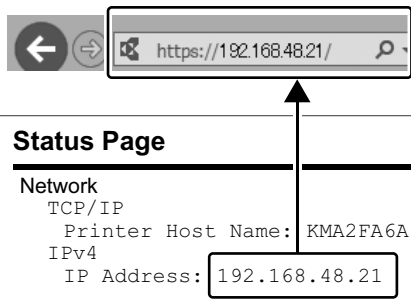 https://192.168.48.21/
Status Page
Network
TCP/IP
Printer Host Name: KMA2FA6A
IPv4
IP Address: 192.168.48.21